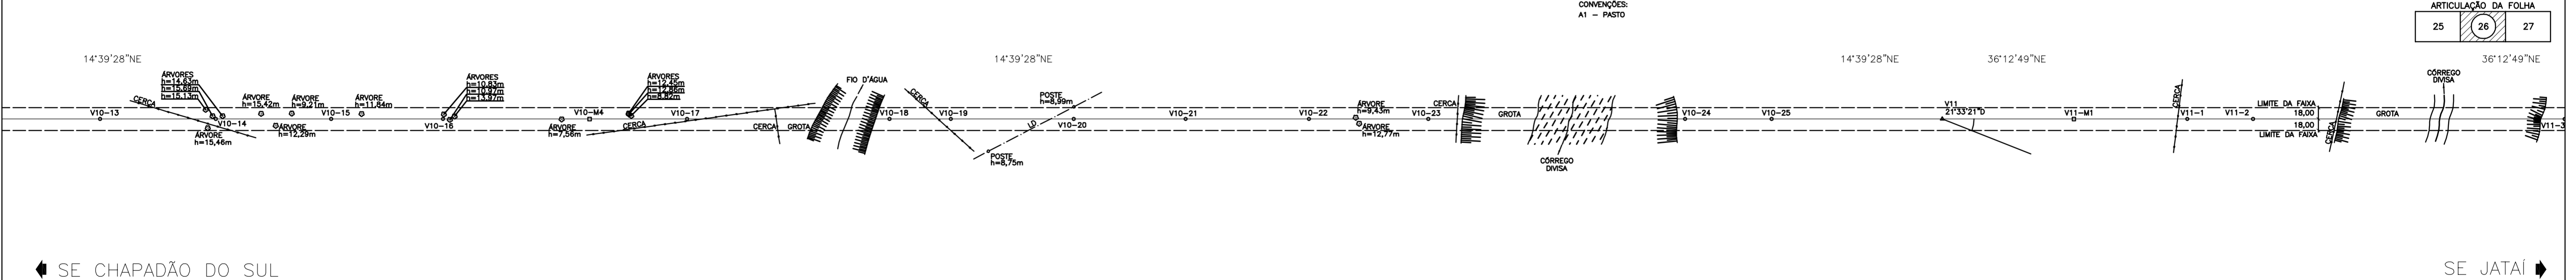 CONVENÇÕES:
A1 – PASTO
ARTICULAÇÃO DA FOLHA
25 26 27
14°39'28"NE
14°39'28"NE
14°39'28"NE
36°12'49"NE
36°12'49"NE
ÁRVORES
h=14,63m
h=15,69m
h=15,13m
CERCA
V10-13
V10-14
ÁRVORE
h=15,46m
ÁRVORE
h=15,42m
ÁRVORE
h=9,21m
ÁRVORE
h=12,29m
V10-15
ÁRVORE
h=11,84m
ÁRVORES
h=10,83m
h=10,97m
h=13,97m
V10-16
V10-M4
ÁRVORE
h=7,56m
ÁRVORES
h=12,45m
h=12,86m
h=8,82m
CERCA
V10-17
CERCA
GROTA
FIO D'ÁGUA
V10-18
CERCA
V10-19
POSTE
h=8,99m
LD
V10-20
POSTE
h=8,75m
V10-21
V10-22
ÁRVORE
h=9,43m
ÁRVORE
h=12,77m
V10-23
CERCA
GROTA
CÓRREGO
DIVISA
V10-24
V10-25
V11
21°33'21"D
V11-M1
CERCA
V11-1
V11-2
LIMITE DA FAIXA
18,00
18,00
LIMITE DA FAIXA
CERCA
GROTA
CÓRREGO
DIVISA
V11-3
SE CHAPADÃO DO SUL
SE JATAÍ